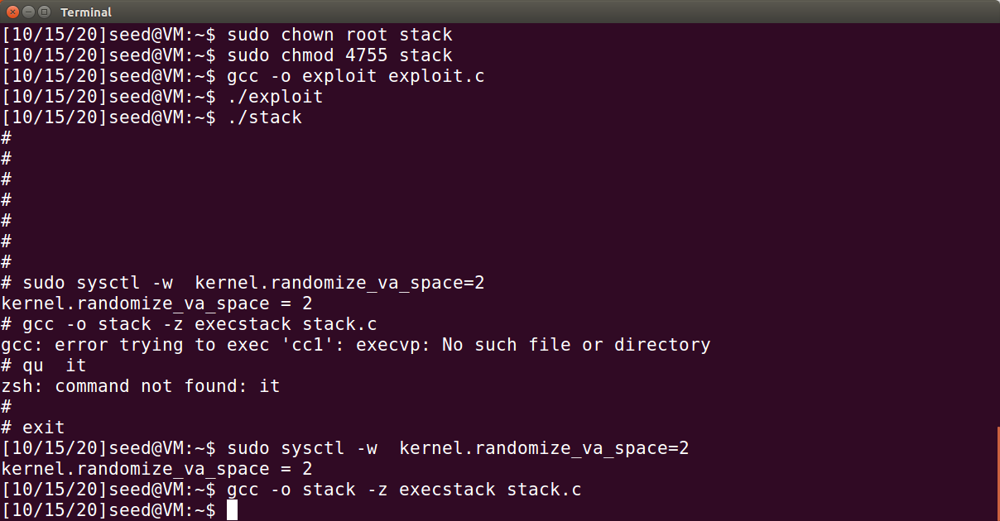 Terminal
[10/15/20]seed@VM:~$ sudo chown root stack
[10/15/20]seed@VM:~$ sudo chmod 4755 stack
[10/15/20]seed@VM:~$ gcc -o exploit exploit.c
[10/15/20]seed@VM:~$ ./exploit
[10/15/20]seed@VM:~$ ./stack
#
#
#
#
#
#
#
# sudo sysctl -w  kernel.randomize_va_space=2
kernel.randomize_va_space = 2
# gcc -o stack -z execstack stack.c
gcc: error trying to exec 'cc1': execvp: No such file or directory
# qu  it
zsh: command not found: it
#
# exit
[10/15/20]seed@VM:~$ sudo sysctl -w  kernel.randomize_va_space=2
kernel.randomize_va_space = 2
[10/15/20]seed@VM:~$ gcc -o stack -z execstack stack.c
[10/15/20]seed@VM:~$